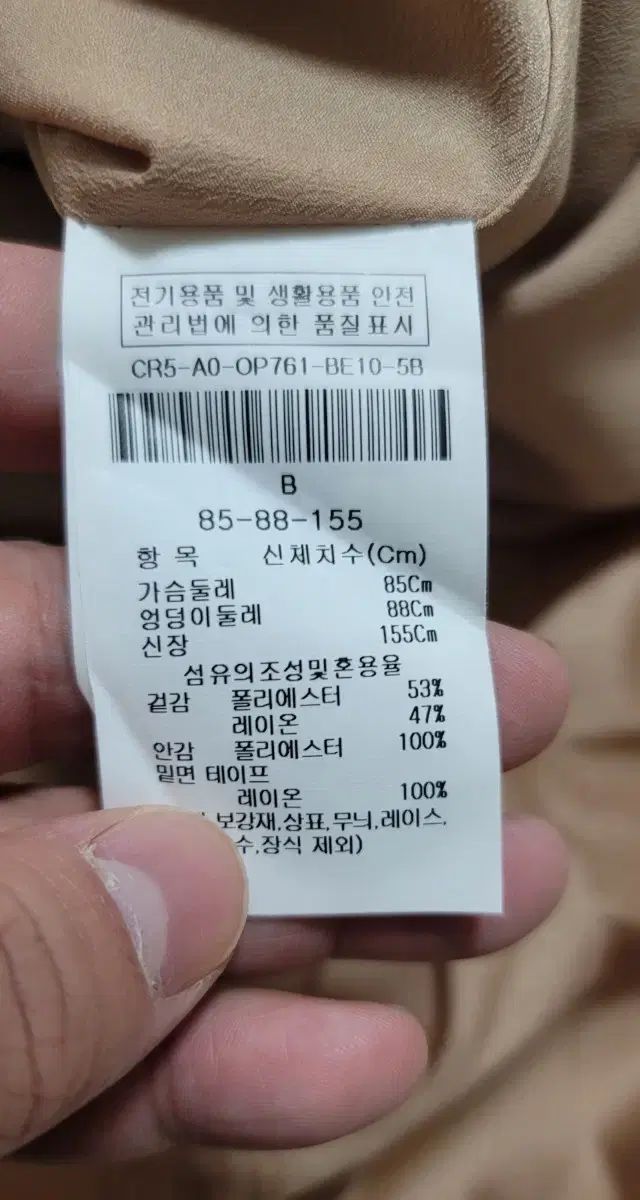 전기용품 및 생활용품 안전
관리법에 의한 품질표시
CR5-A0-OP761-BE10-5B
B
85-88-155
항 목 신체치수(Cm)
가슴둘레 85Cm
엉덩이둘레 88Cm
신장 155Cm
섬유의조성및혼용율
겉감 폴리에스터 53%
레이온 47%
안감 폴리에스터 100%
밑면 테이프
레이온 100%
보강재,상표,무늬,레이스,
수,장식 제외)